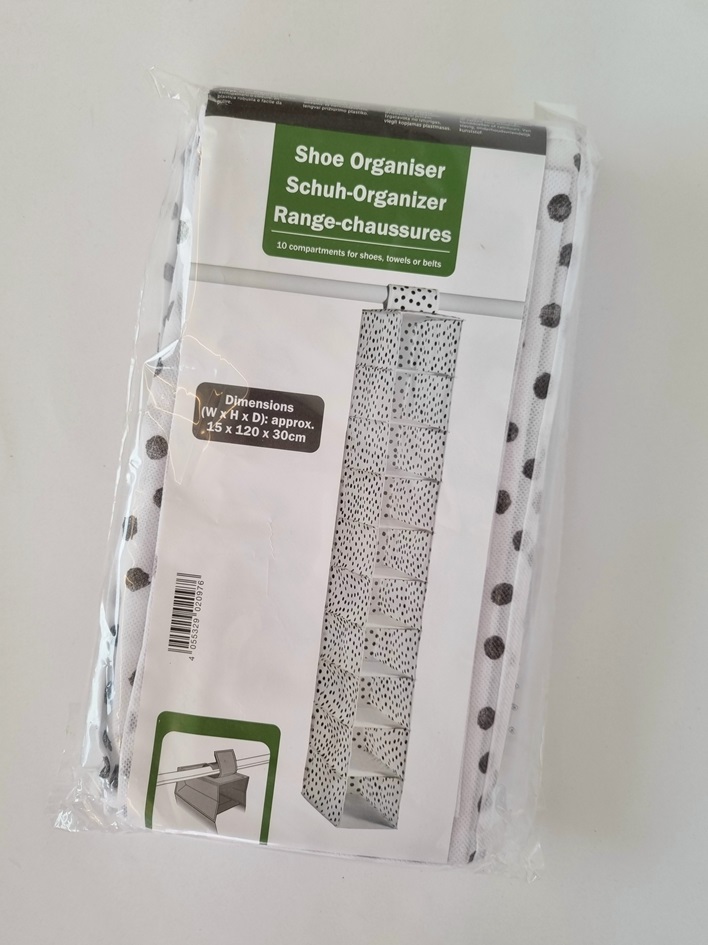 Shoe Organiser
Schuh-Organizer
Range-chaussures
10 compartments for shoes, towels or belts
Dimensions
(W x H x D): approx.
15 x 120 x 30cm
4 055329 020976